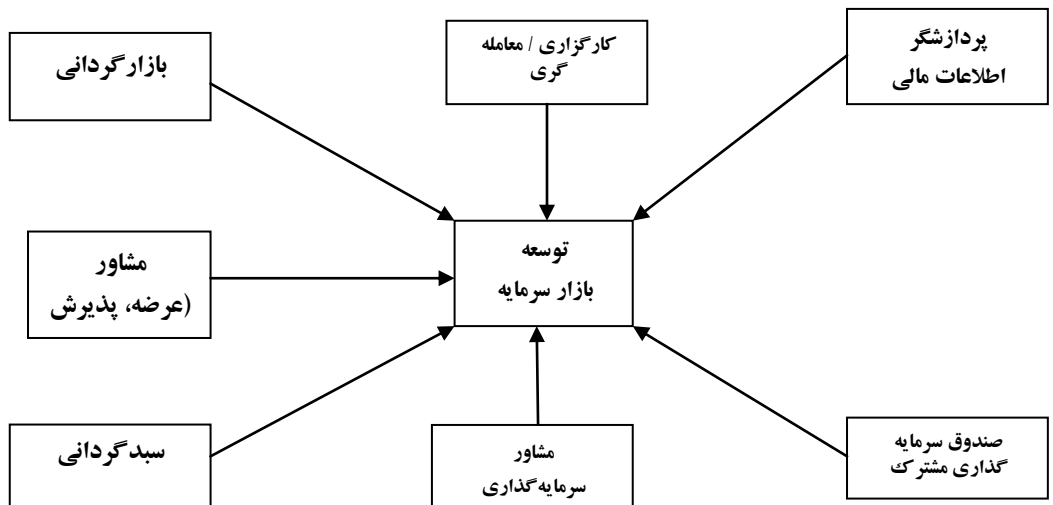 بازارگردانی
کارگزاری / معامله
گری
پردازشگر
اطلاعات مالی
مشاور
(عرضه، پذیرش
توسعه
بازار سرمایه
سبدگردانی
مشاور
سرمایه‌گذاری
صندوق سرمایه
گذاری مشترک